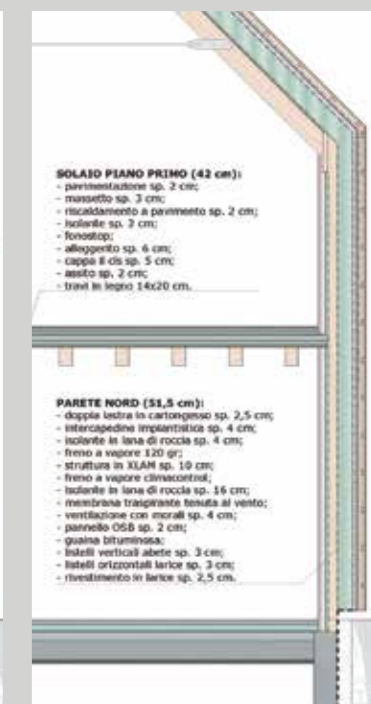 SOLAIO PIANO PRIMO (42 cm):
- pavimentazione sp. 2 cm;
- massetto sp. 3 cm;
- riscaldamento a pavimento sp. 2 cm;
- isolante sp. 2 cm;
- fonostop;
- alleggerito sp. 6 cm;
- cappa il cls sp. 5 cm;
- assito sp. 2 cm;
- travi in legno 14x20 cm.
PARETE NORD (51,5 cm):
- doppia lastra in cartongesso sp. 2,5 cm;
- intercapedine impiantistica sp. 4 cm;
- isolante in lana di roccia sp. 4 cm;
- freno a vapore 120 gr;
- struttura in XLAM sp. 10 cm;
- freno a vapore climacontrol;
- isolante in lana di roccia sp. 16 cm;
- membrana traspirante tenuta al vento;
- ventilazione con morali sp. 4 cm;
- pannello OSB sp. 2 cm;
- guaina bituminosa;
- listelli verticali abete sp. 3 cm;
- listelli orizzontali larice sp. 3 cm;
- rivestimento in larice sp. 2,5 cm.